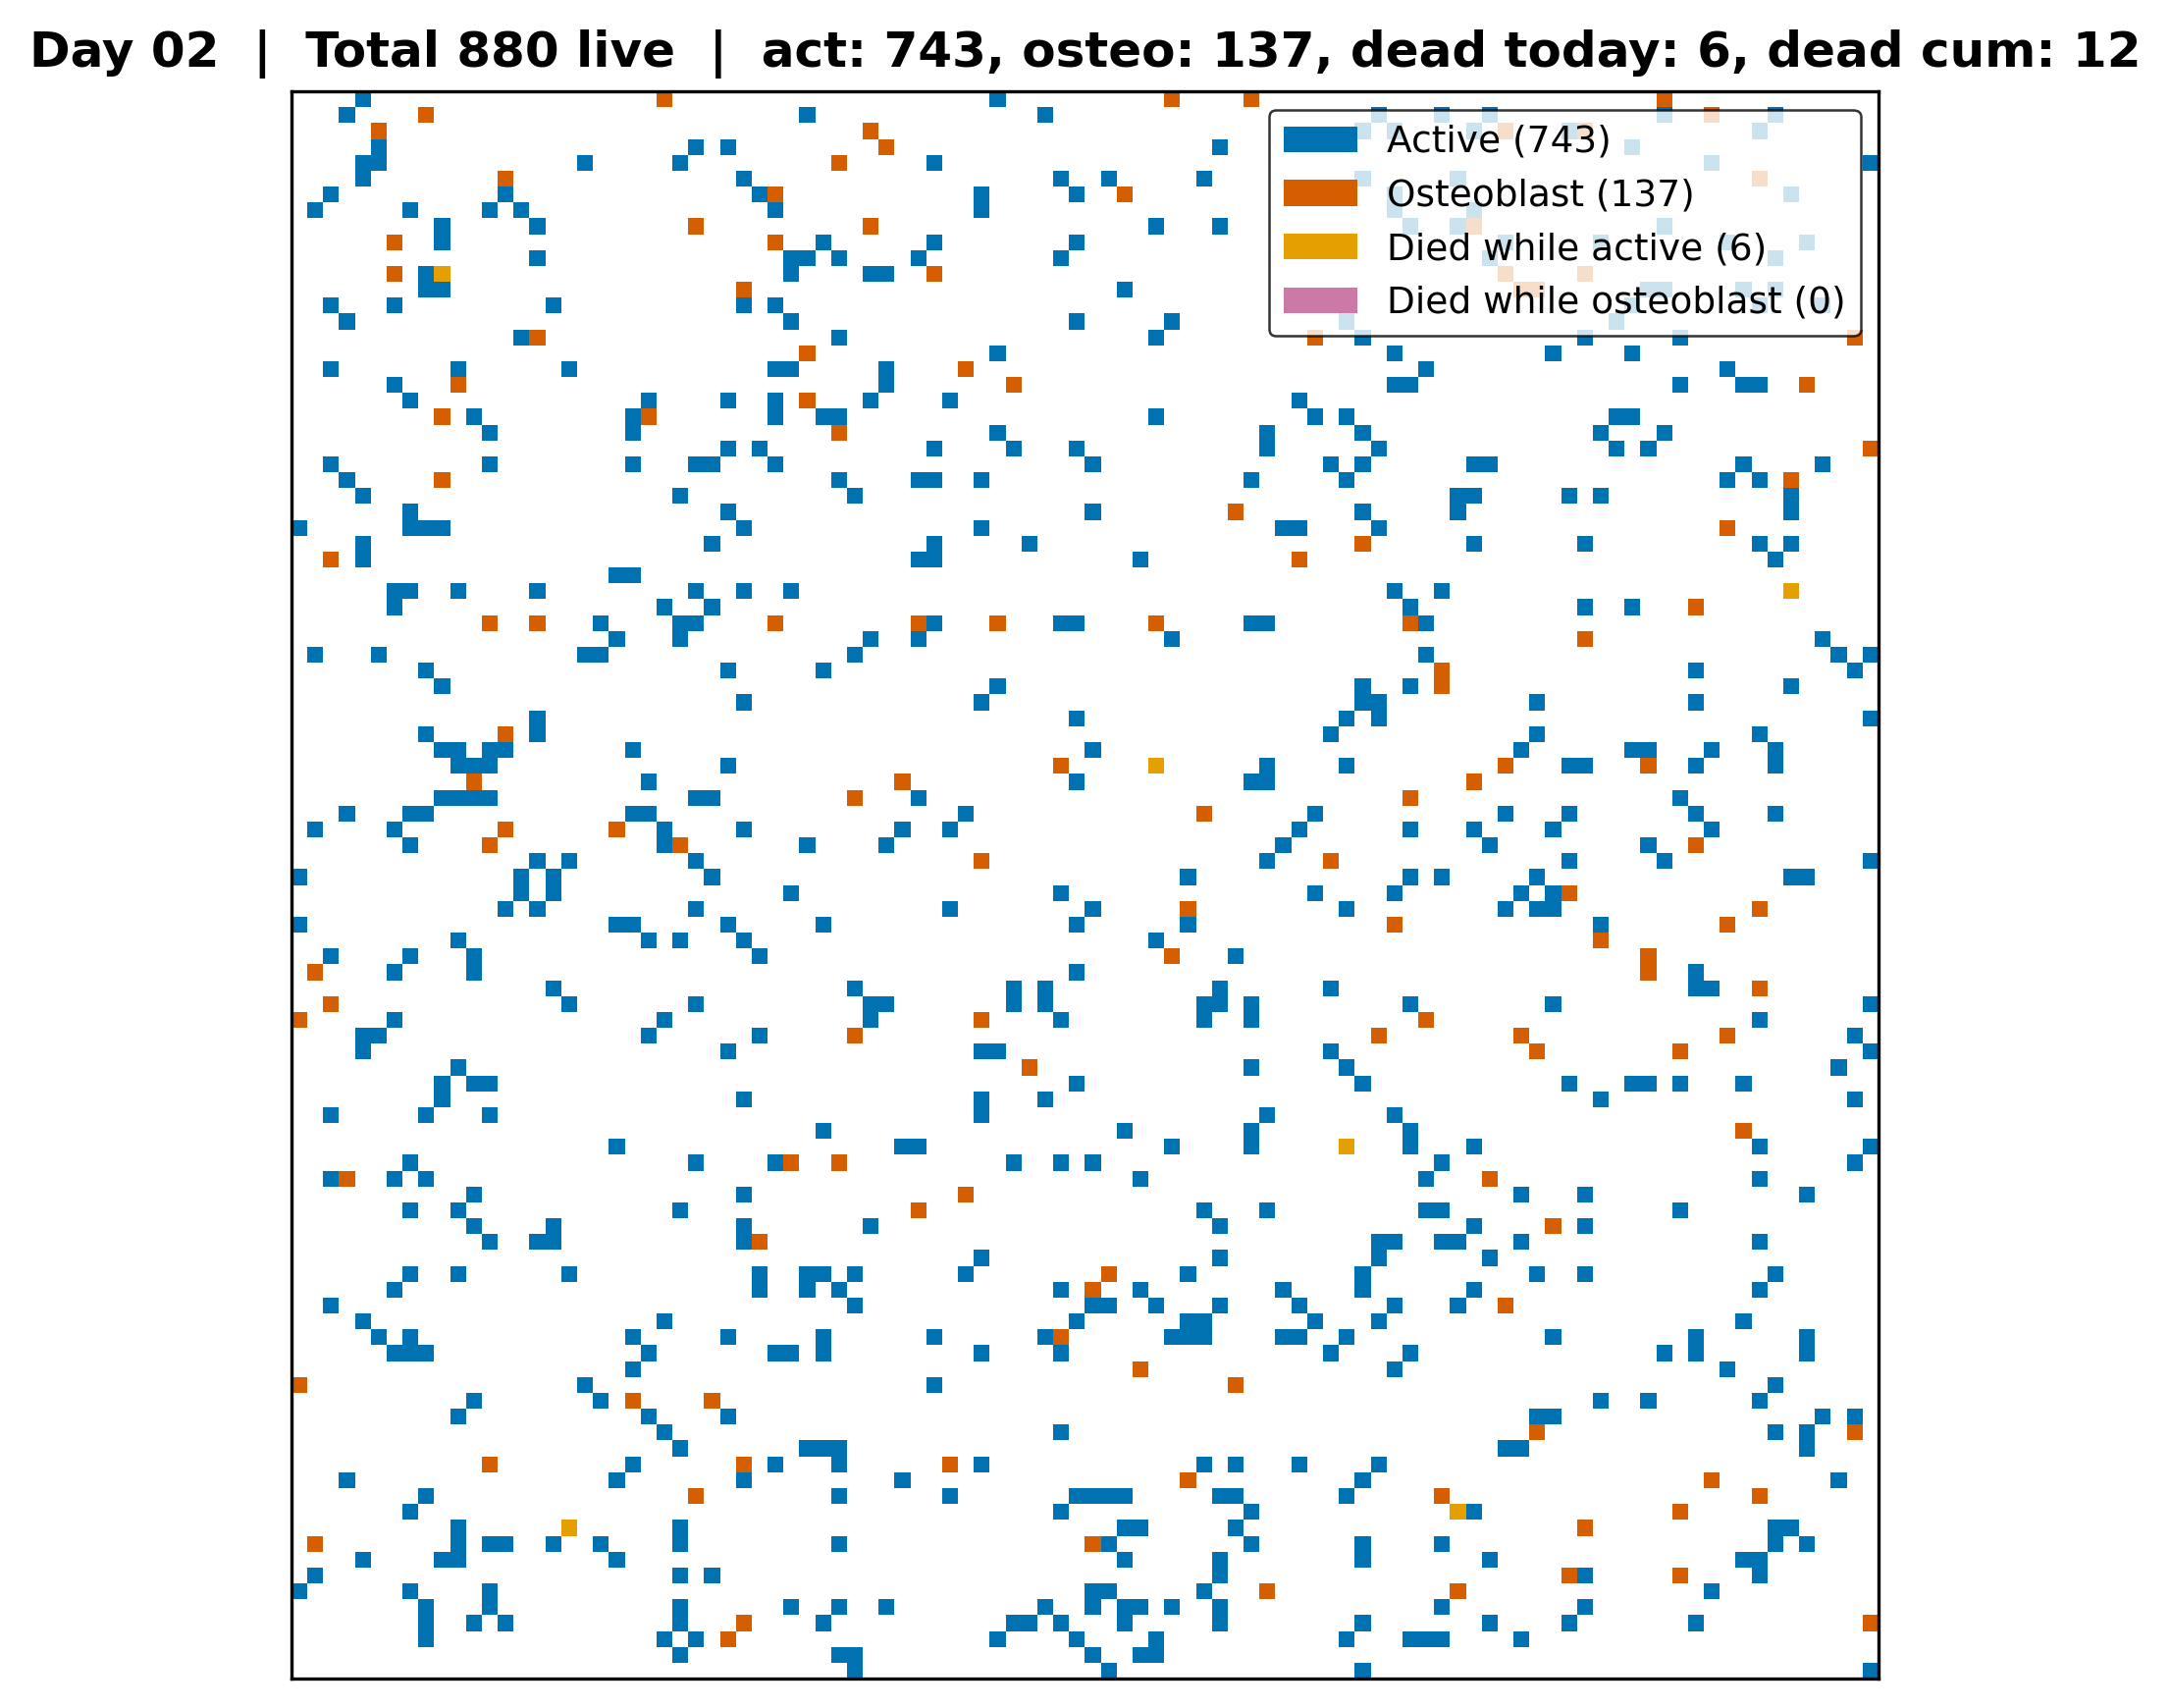 Day 02 | Total 880 live | act: 743, osteo: 137, dead today: 6, dead cum: 12
Active (743)
Osteoblast (137)
Died while active (6)
Died while osteoblast (0)